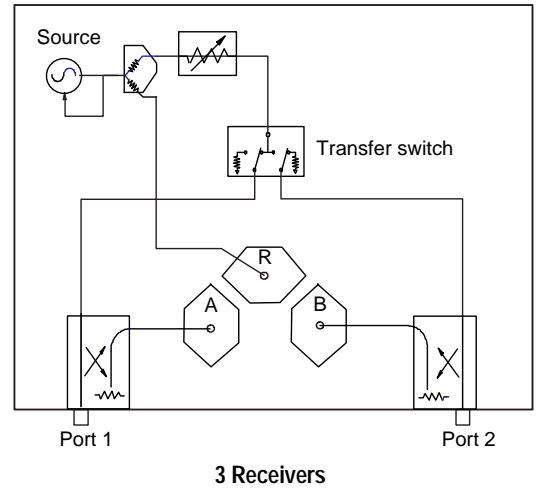 Source
Transfer switch
R
A
B
Port 1
Port 2
3 Receivers